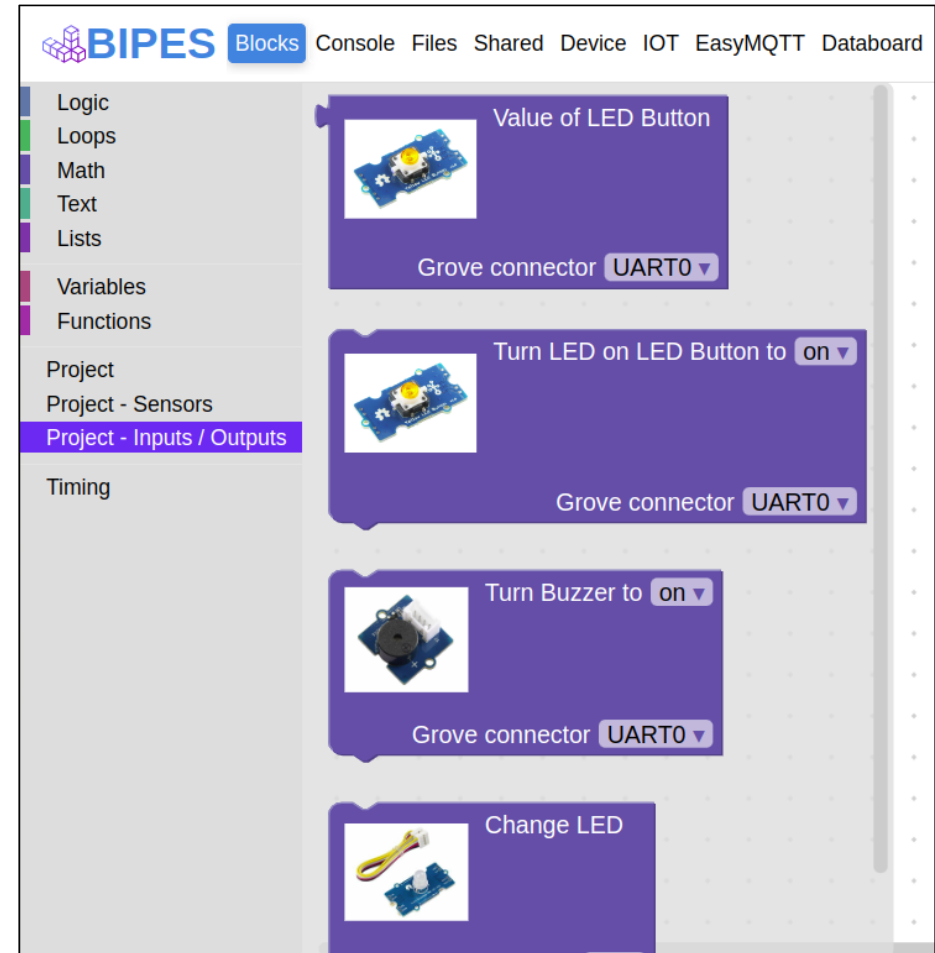 BIPES Blocks Console Files Shared Device IOT EasyMQTT Databoard
Logic
Loops
Math
Text
Lists
Variables
Functions
Project
Project - Sensors
Project - Inputs / Outputs
Timing
Value of LED Button
Grove connector UART0 ▾
Turn LED on LED Button to on ▾
Grove connector UART0 ▾
Turn Buzzer to on ▾
Grove connector UART0 ▾
Change LED